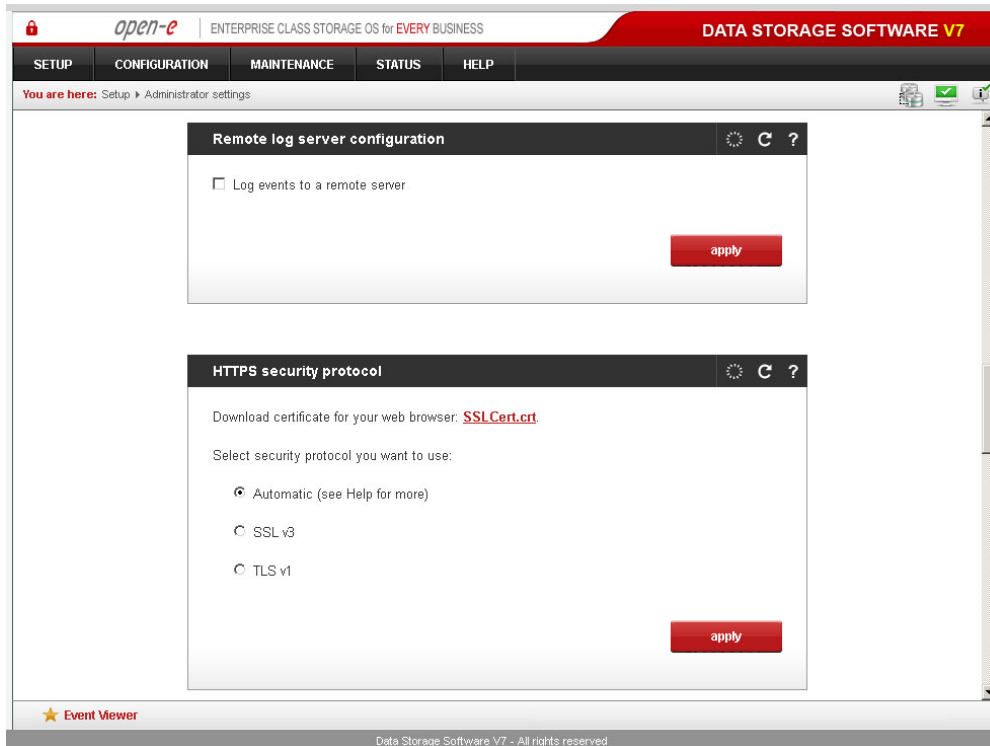 open-e ENTERPRISE CLASS STORAGE OS for EVERY BUSINESS DATA STORAGE SOFTWARE V7
SETUP CONFIGURATION MAINTENANCE STATUS HELP
You are here: Setup ▸ Administrator settings
Remote log server configuration ?
Log events to a remote server
apply
HTTPS security protocol ?
Download certificate for your web browser: SSLCert.crt.
Select security protocol you want to use:
Automatic (see Help for more)
SSL v3
TLS v1
apply
Event Viewer
Data Storage Software V7 - All rights reserved